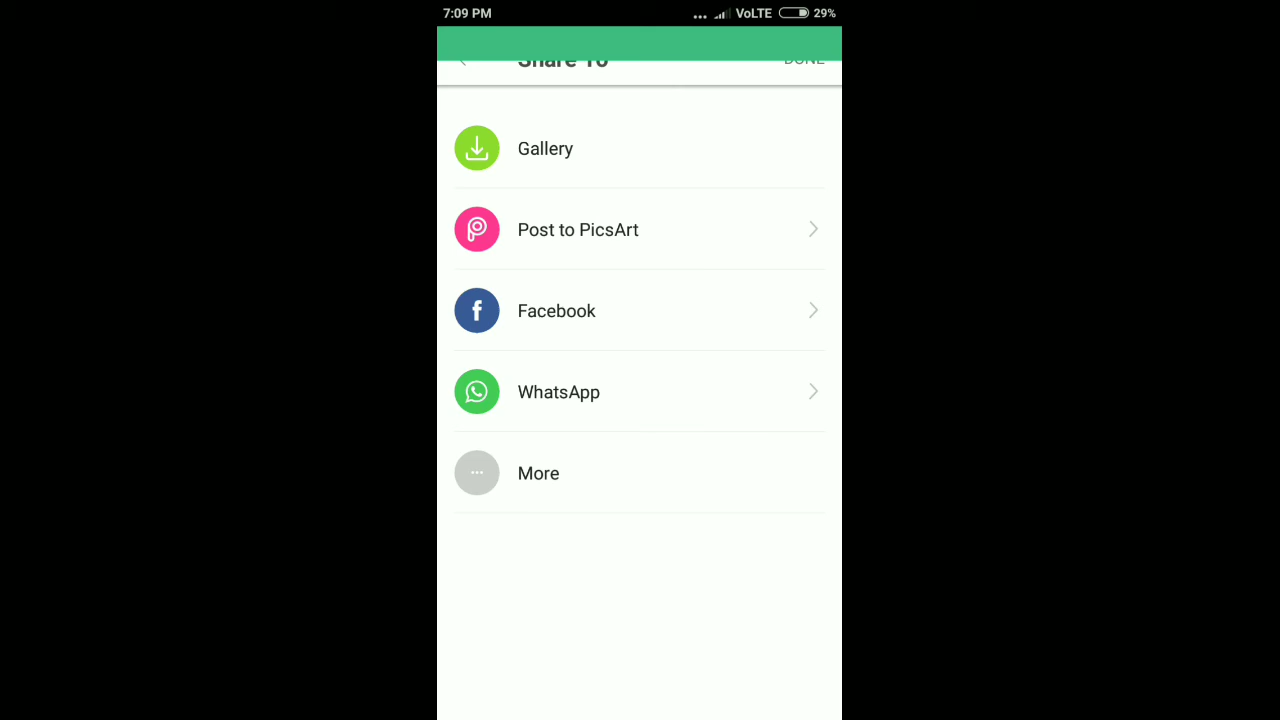 7:09 PM ... VoLTE 29%
Share To DONE
Gallery
Post to PicsArt
Facebook
WhatsApp
More